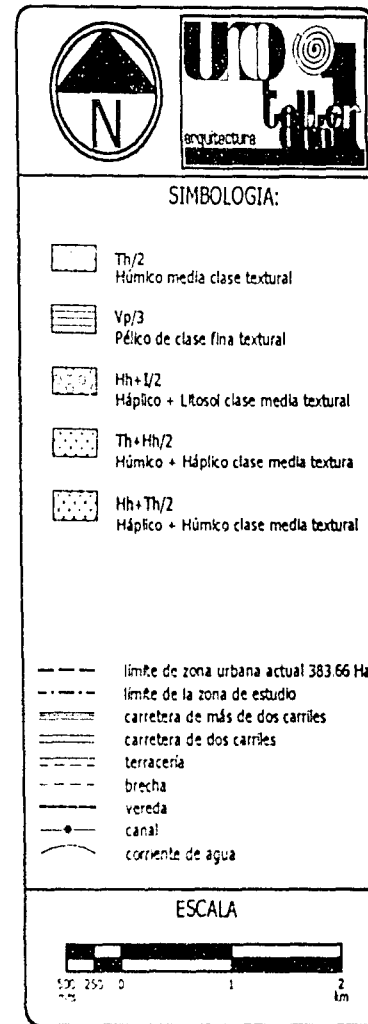 N
uno
taller
arquitectura
SIMBOLOGIA:
Th/2
Húmico media clase textural
Vp/3
Pélico de clase fina textural
Hh+I/2
Háplico + Litosol clase media textural
Th+Hh/2
Húmico + Háplico clase media textura
Hh+Th/2
Háplico + Húmico clase media textural
límite de zona urbana actual 383.66 Ha
límite de la zona de estudio
carretera de más de dos carriles
carretera de dos carriles
terracería
brecha
vereda
canal
corriente de agua
ESCALA
500 250 0 1 2
mts km